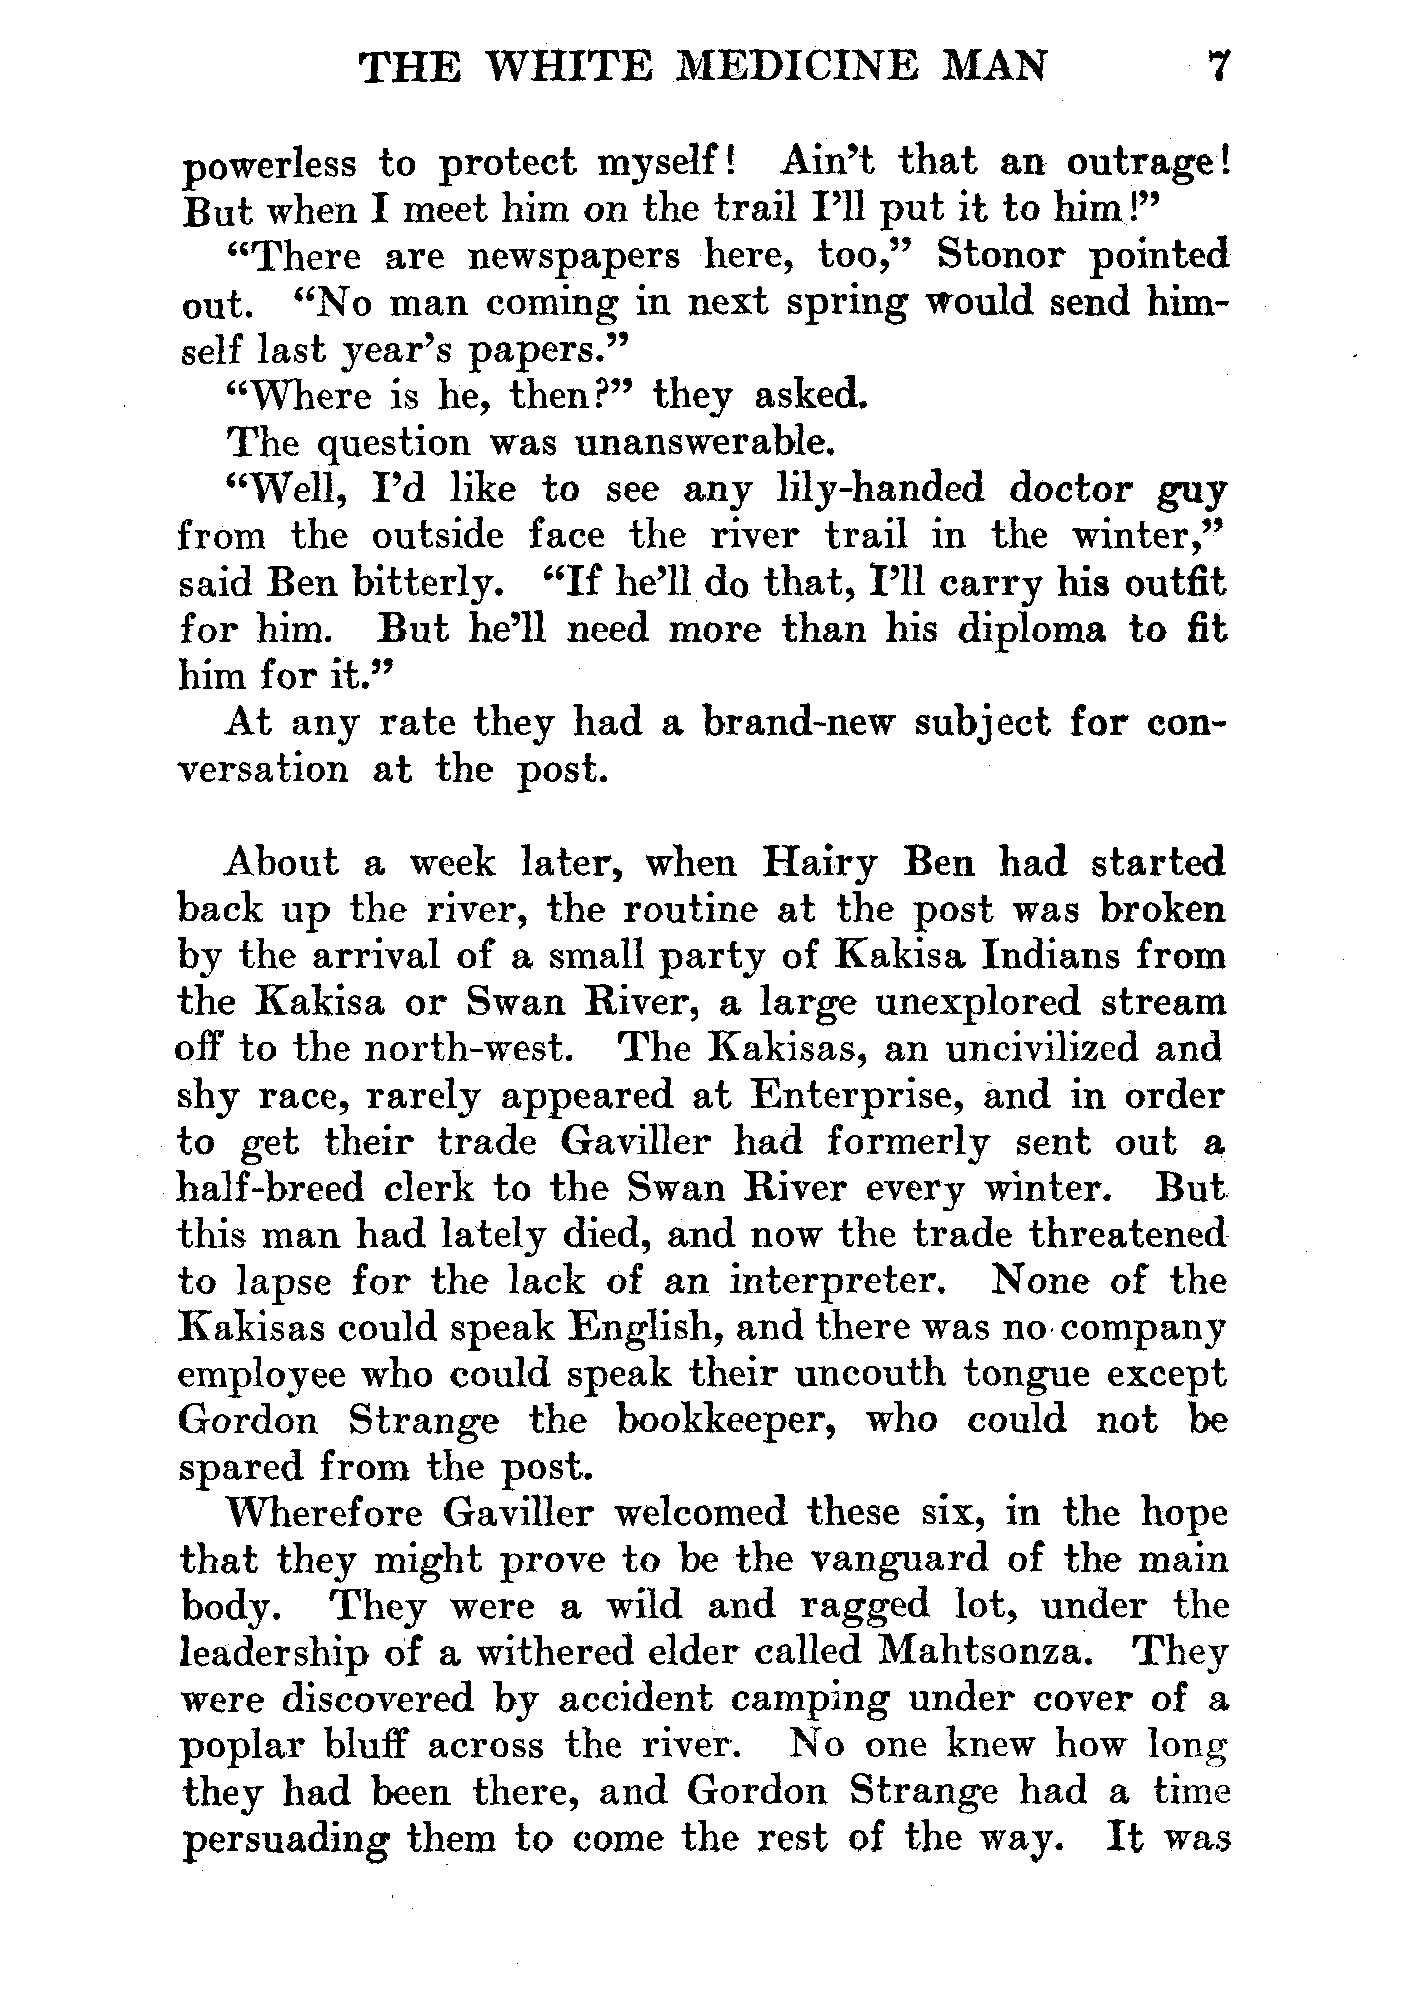 THE WHITE MEDICINE MAN 7
powerless to protect myself! Ain't that an outrage!
But when I meet him on the trail I'll put it to him!”
“There are newspapers here, too,” Stonor pointed
out. “No man coming in next spring would send him-
self last year's papers.”
“Where is he, then?” they asked.
The question was unanswerable.
“Well, I'd like to see any lily-handed doctor guy
from the outside face the river trail in the winter,”
said Ben bitterly. “If he'll do that, I'll carry his outfit
for him. But he'll need more than his diploma to fit
him for it.”
At any rate they had a brand-new subject for con-
versation at the post.
About a week later, when Hairy Ben had started
back up the river, the routine at the post was broken
by the arrival of a small party of Kakisa Indians from
the Kakisa or Swan River, a large unexplored stream
off to the north-west. The Kakisas, an uncivilized and
shy race, rarely appeared at Enterprise, and in order
to get their trade Gaviller had formerly sent out a
half-breed clerk to the Swan River every winter. But
this man had lately died, and now the trade threatened
to lapse for the lack of an interpreter. None of the
Kakisas could speak English, and there was no company
employee who could speak their uncouth tongue except
Gordon Strange the bookkeeper, who could not be
spared from the post.
Wherefore Gaviller welcomed these six, in the hope
that they might prove to be the vanguard of the main
body. They were a wild and ragged lot, under the
leadership of a withered elder called Mahtsonza. They
were discovered by accident camping under cover of a
poplar bluff across the river. No one knew how long
they had been there, and Gordon Strange had a time
persuading them to come the rest of the way. It was